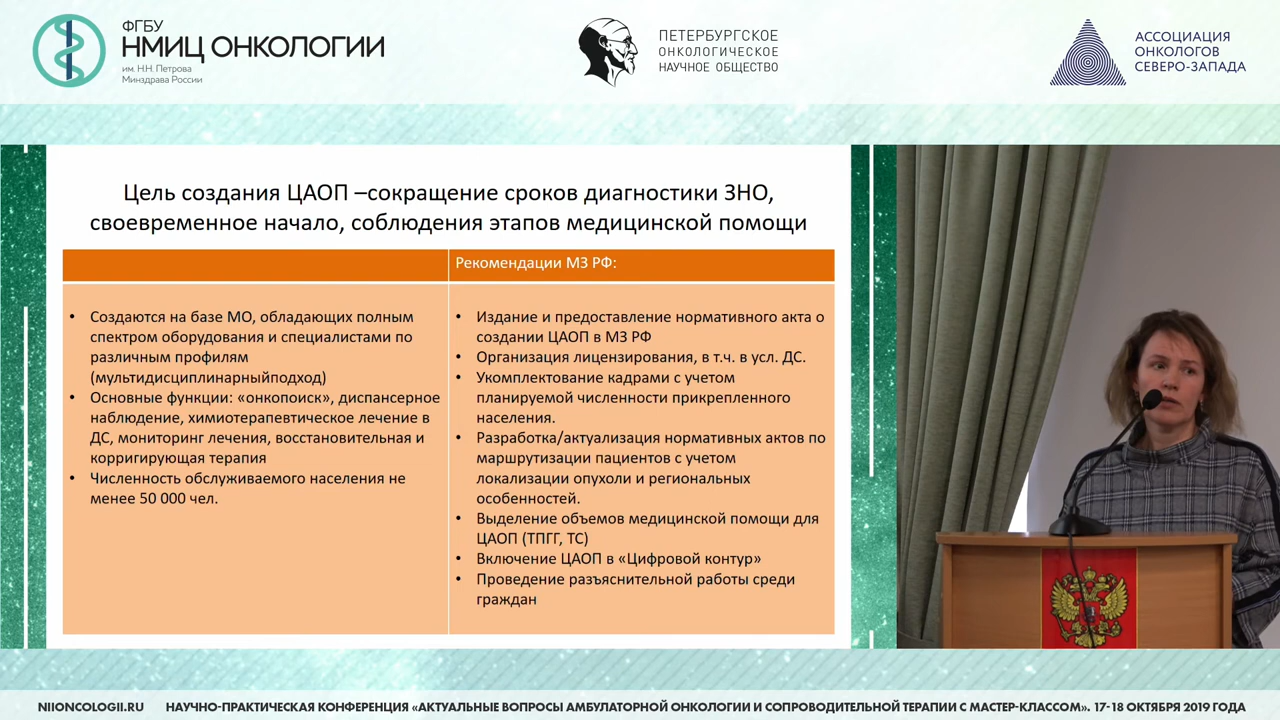 ФГБУ
НМИЦ ОНКОЛОГИИ
им. Н.Н. Петрова
Минздрава России
ПЕТЕРБУРГСКОЕ
ОНКОЛОГИЧЕСКОЕ
НАУЧНОЕ ОБЩЕСТВО
АССОЦИАЦИЯ
ОНКОЛОГОВ
СЕВЕРО-ЗАПАДА
Цель создания ЦАОП –сокращение сроков диагностики ЗНО,
своевременное начало, соблюдения этапов медицинской помощи
Рекомендации МЗ РФ:
• Создаются на базе МО, обладающих полным
спектром оборудования и специалистами по
различным профилям
(мультидисциплинарныйподход)
• Основные функции: «онкопоиск», диспансерное
наблюдение, химиотерапевтическое лечение в
ДС, мониторинг лечения, восстановительная и
корригирующая терапия
• Численность обслуживаемого населения не
менее 50 000 чел.
• Издание и предоставление нормативного акта о
создании ЦАОП в МЗ РФ
• Организация лицензирования, в т.ч. в усл. ДС.
• Укомплектование кадрами с учетом
планируемой численности прикрепленного
населения.
• Разработка/актуализация нормативных актов по
маршрутизации пациентов с учетом
локализации опухоли и региональных
особенностей.
• Выделение объемов медицинской помощи для
ЦАОП (ТПГГ, ТС)
• Включение ЦАОП в «Цифровой контур»
• Проведение разъяснительной работы среди
граждан
NIIONCOLOGII.RU НАУЧНО-ПРАКТИЧЕСКАЯ КОНФЕРЕНЦИЯ «АКТУАЛЬНЫЕ ВОПРОСЫ АМБУЛАТОРНОЙ ОНКОЛОГИИ И СОПРОВОДИТЕЛЬНОЙ ТЕРАПИИ С МАСТЕР-КЛАССОМ». 17-18 ОКТЯБРЯ 2019 ГОДА